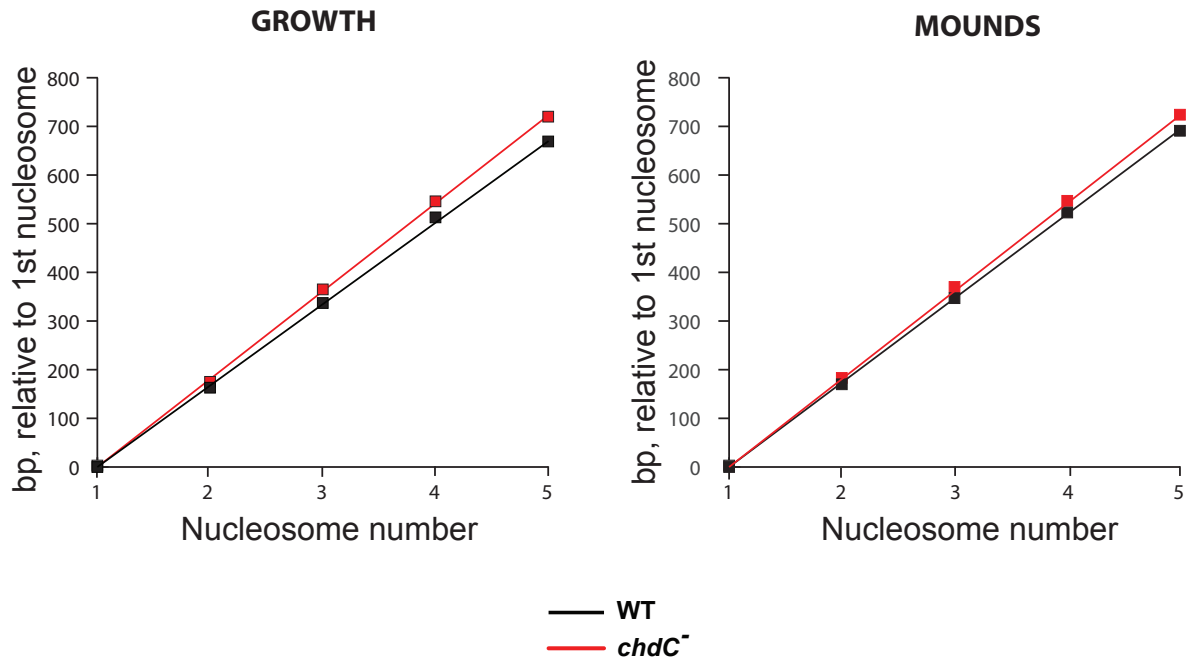 GROWTH
bp, relative to 1st nucleosome
800
700
600
500
400
300
200
100
0
1 2 3 4 5
Nucleosome number
MOUNDS
bp, relative to 1st nucleosome
800
700
600
500
400
300
200
100
0
1 2 3 4 5
Nucleosome number
WT
chdC⁻